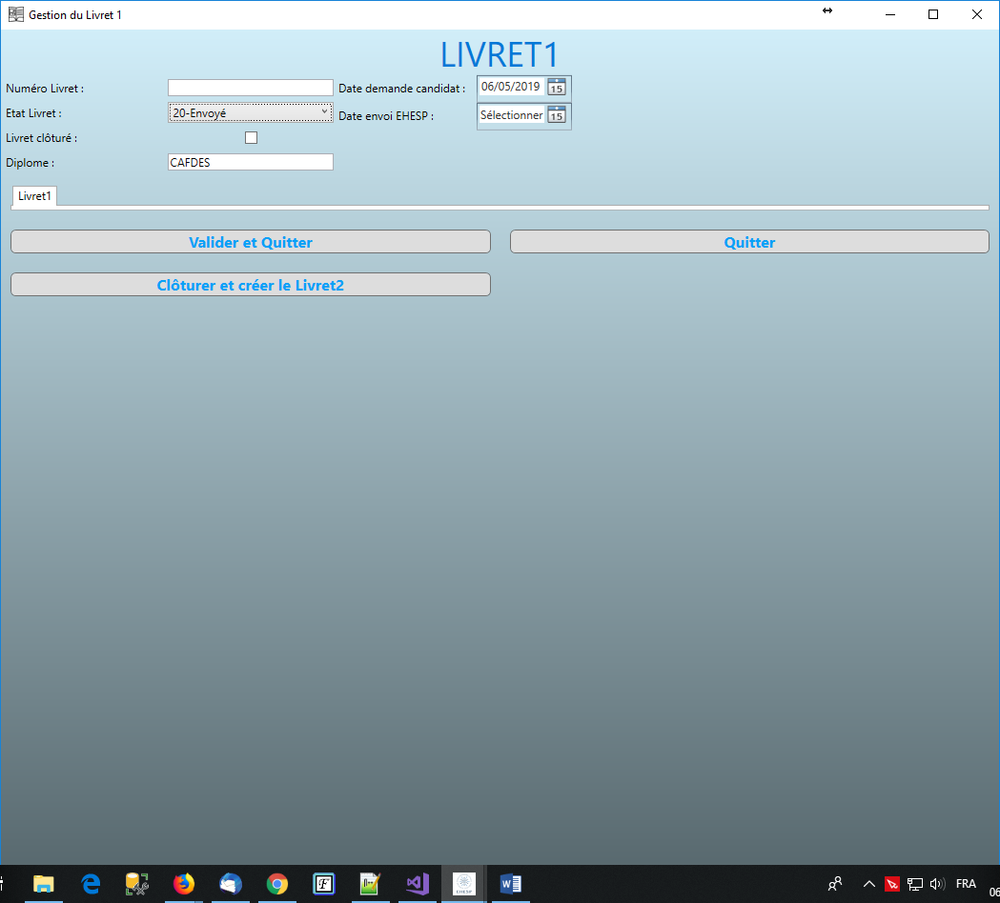 Gestion du Livret 1
LIVRET1
Numéro Livret :
Date demande candidat : 06/05/2019 15
Etat Livret : 20-Envoyé
Date envoi EHESP : Sélectionner 15
Livret clôturé :
Diplome : CAFDES
Livret1
Valider et Quitter
Quitter
Clôturer et créer le Livret2
EHESP
FRA
06